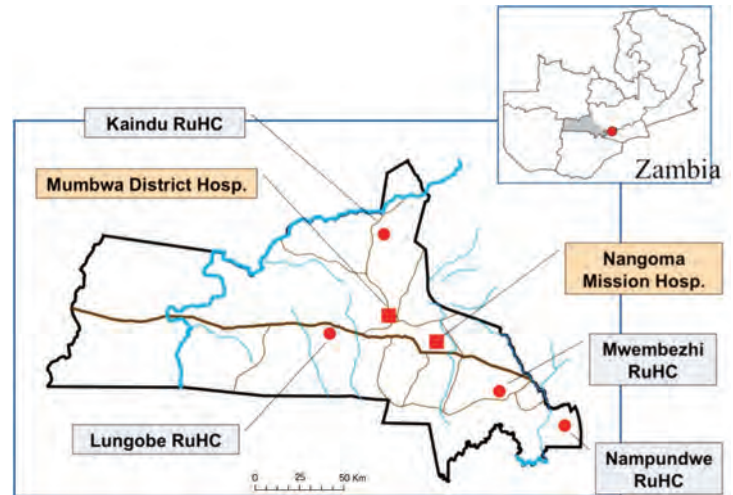 Kaindu RuHC
Mumbwa District Hosp.
Zambia
Nangoma
Mission Hosp.
Mwembezhi
RuHC
Lungobe RuHC
Nampundwe
RuHC
0 25 50 Km